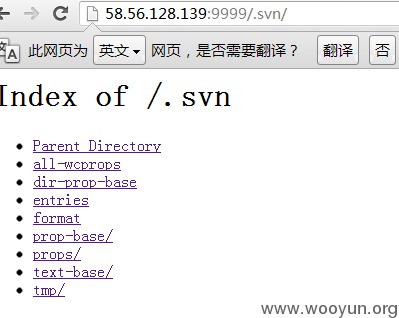 58.56.128.139:9999/.svn/
此网页为 英文 网页，是否需要翻译？ 翻译 否
Index of /.svn
Parent Directory
all-wcprops
dir-prop-base
entries
format
prop-base/
props/
text-base/
tmp/
www.wooyun.org